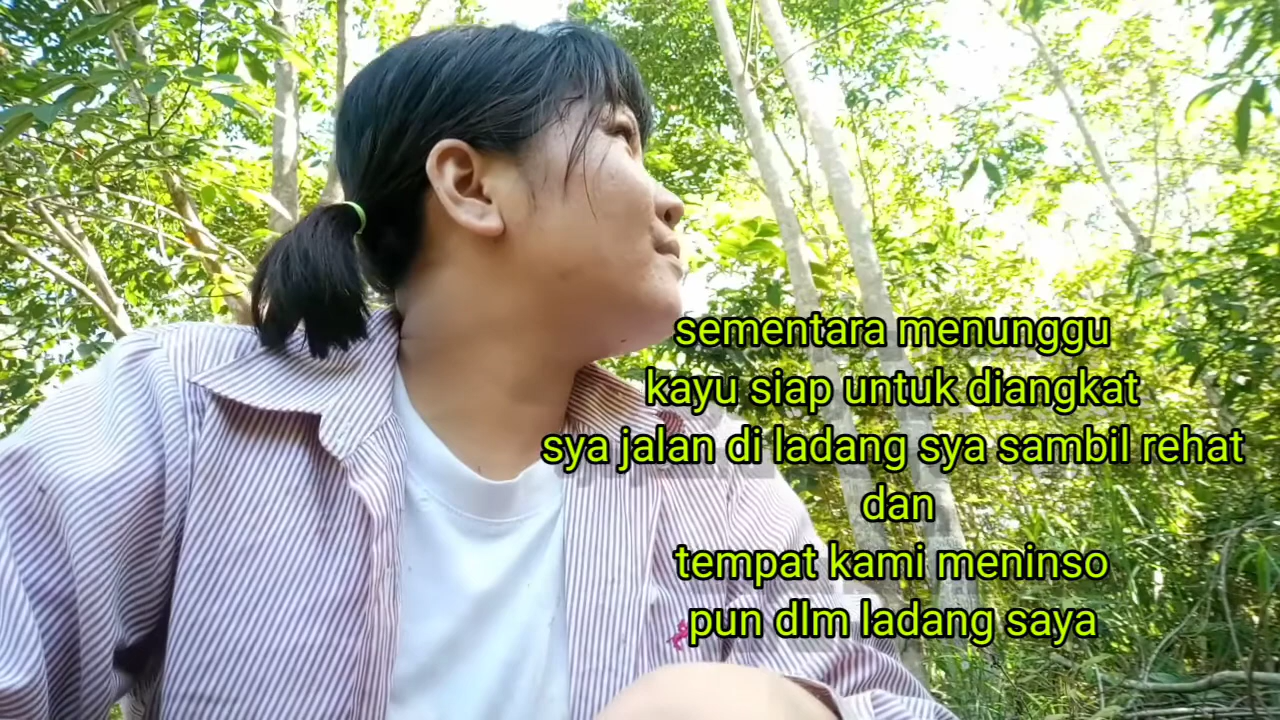 sementara menunggu
kayu siap untuk diangkat
sya jalan di ladang sya sambil rehat
dan
tempat kami meninso
pun dlm ladang saya